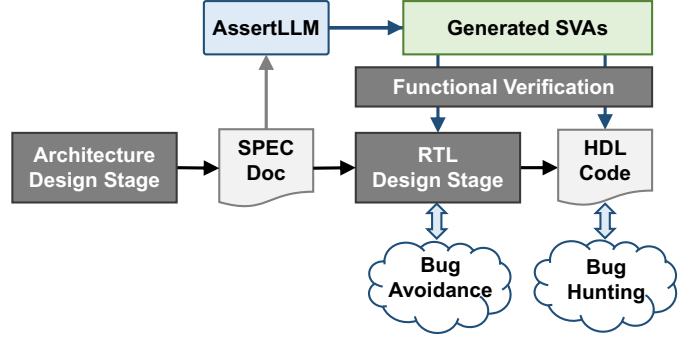 AssertLLM
Generated SVAs
Functional Verification
Architecture
Design Stage
SPEC
Doc
RTL
Design Stage
HDL
Code
Bug
Avoidance
Bug
Hunting